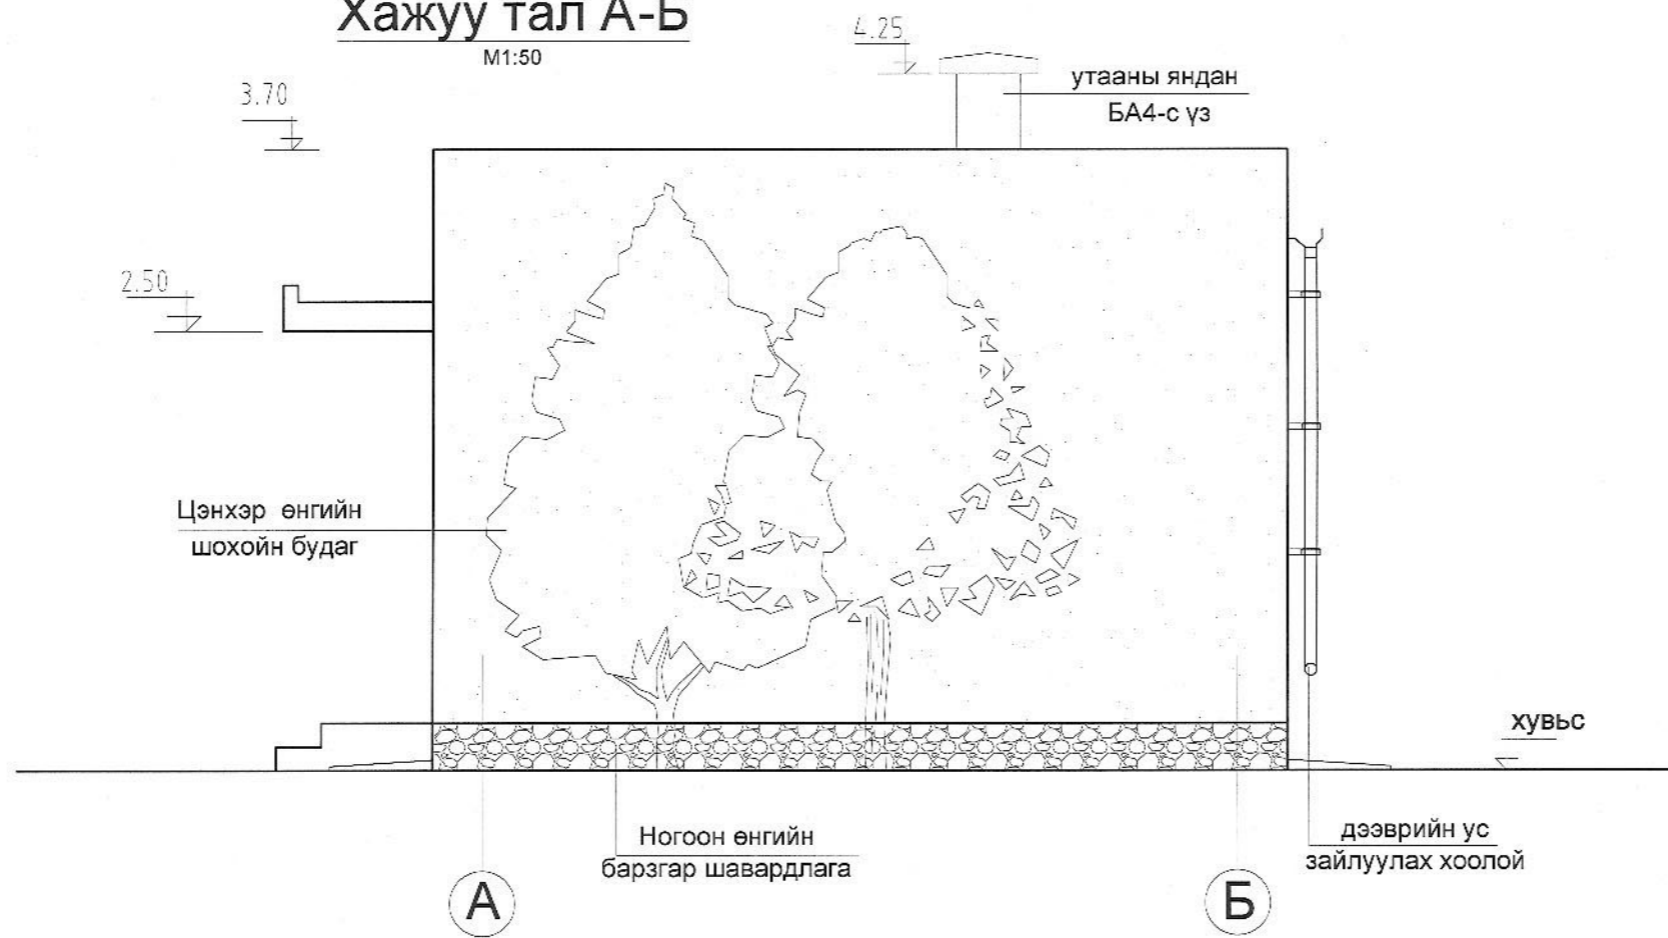 Хажуу тал А-Б
М1:50
4.25
утааны яндан
БА4-с үз
3.70
2.50
Цэнхэр өнгийн
шохойн будаг
хувьс
Ногоон өнгийн
барзгар шавардлага
дээврийн ус
зайлуулах хоолой
А
Б